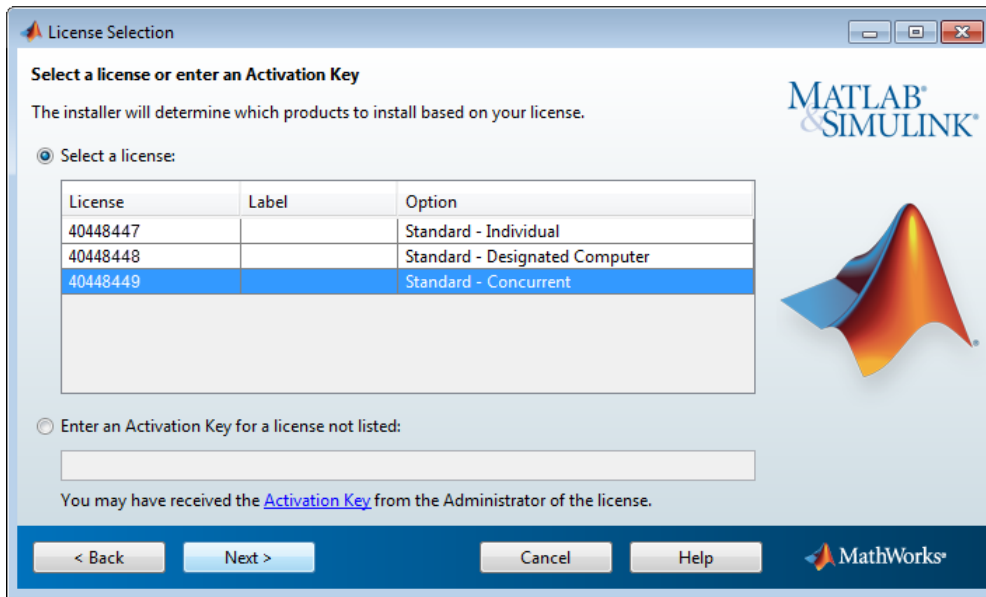 License Selection
Select a license or enter an Activation Key
The installer will determine which products to install based on your license.
MATLAB®
&SIMULINK®
Select a license:
License Label Option
40448447 Standard - Individual
40448448 Standard - Designated Computer
40448449 Standard - Concurrent
Enter an Activation Key for a license not listed:
You may have received the Activation Key from the Administrator of the license.
< Back Next > Cancel Help MathWorks®